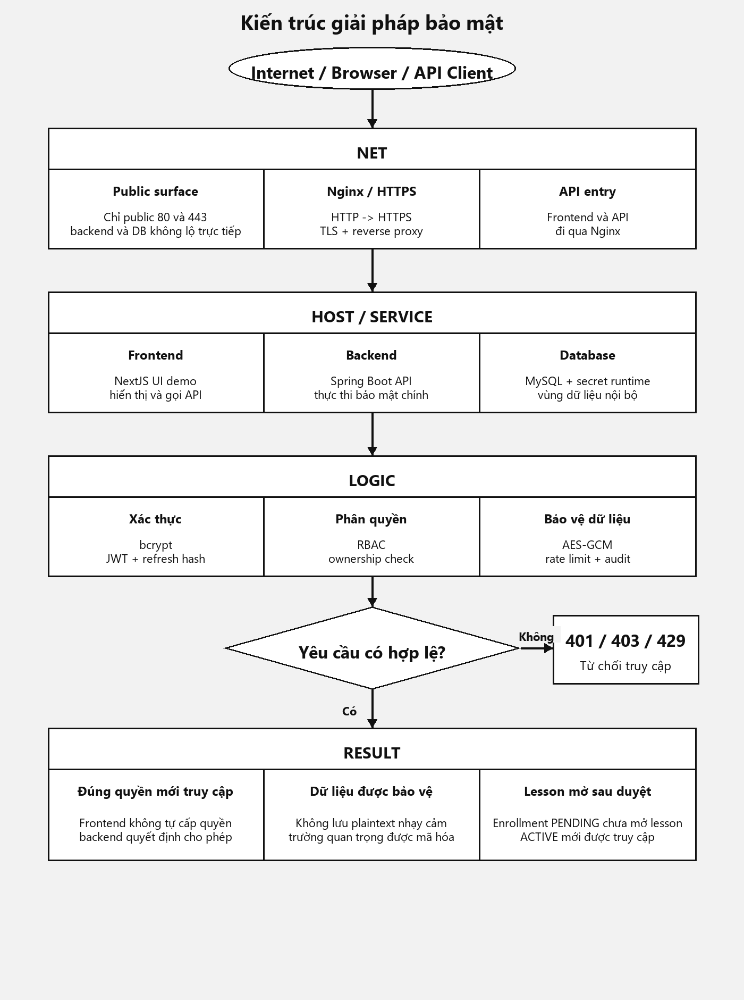 Kiến trúc giải pháp bảo mật
Internet / Browser / API Client
NET
Public surface
Chỉ public 80 và 443
backend và DB không lộ trực tiếp
Nginx / HTTPS
HTTP -> HTTPS
TLS + reverse proxy
API entry
Frontend và API
đi qua Nginx
HOST / SERVICE
Frontend
NextJS UI demo
hiển thị và gọi API
Backend
Spring Boot API
thực thi bảo mật chính
Database
MySQL + secret runtime
vùng dữ liệu nội bộ
LOGIC
Xác thực
bcrypt
JWT + refresh hash
Phân quyền
RBAC
ownership check
Bảo vệ dữ liệu
AES-GCM
rate limit + audit
Yêu cầu có hợp lệ?
Không
401 / 403 / 429
Từ chối truy cập
Có
RESULT
Đúng quyền mới truy cập
Frontend không tự cấp quyền
backend quyết định cho phép
Dữ liệu được bảo vệ
Không lưu plaintext nhạy cảm
trường quan trọng được mã hóa
Lesson mở sau duyệt
Enrollment PENDING chưa mở lesson
ACTIVE mới được truy cập